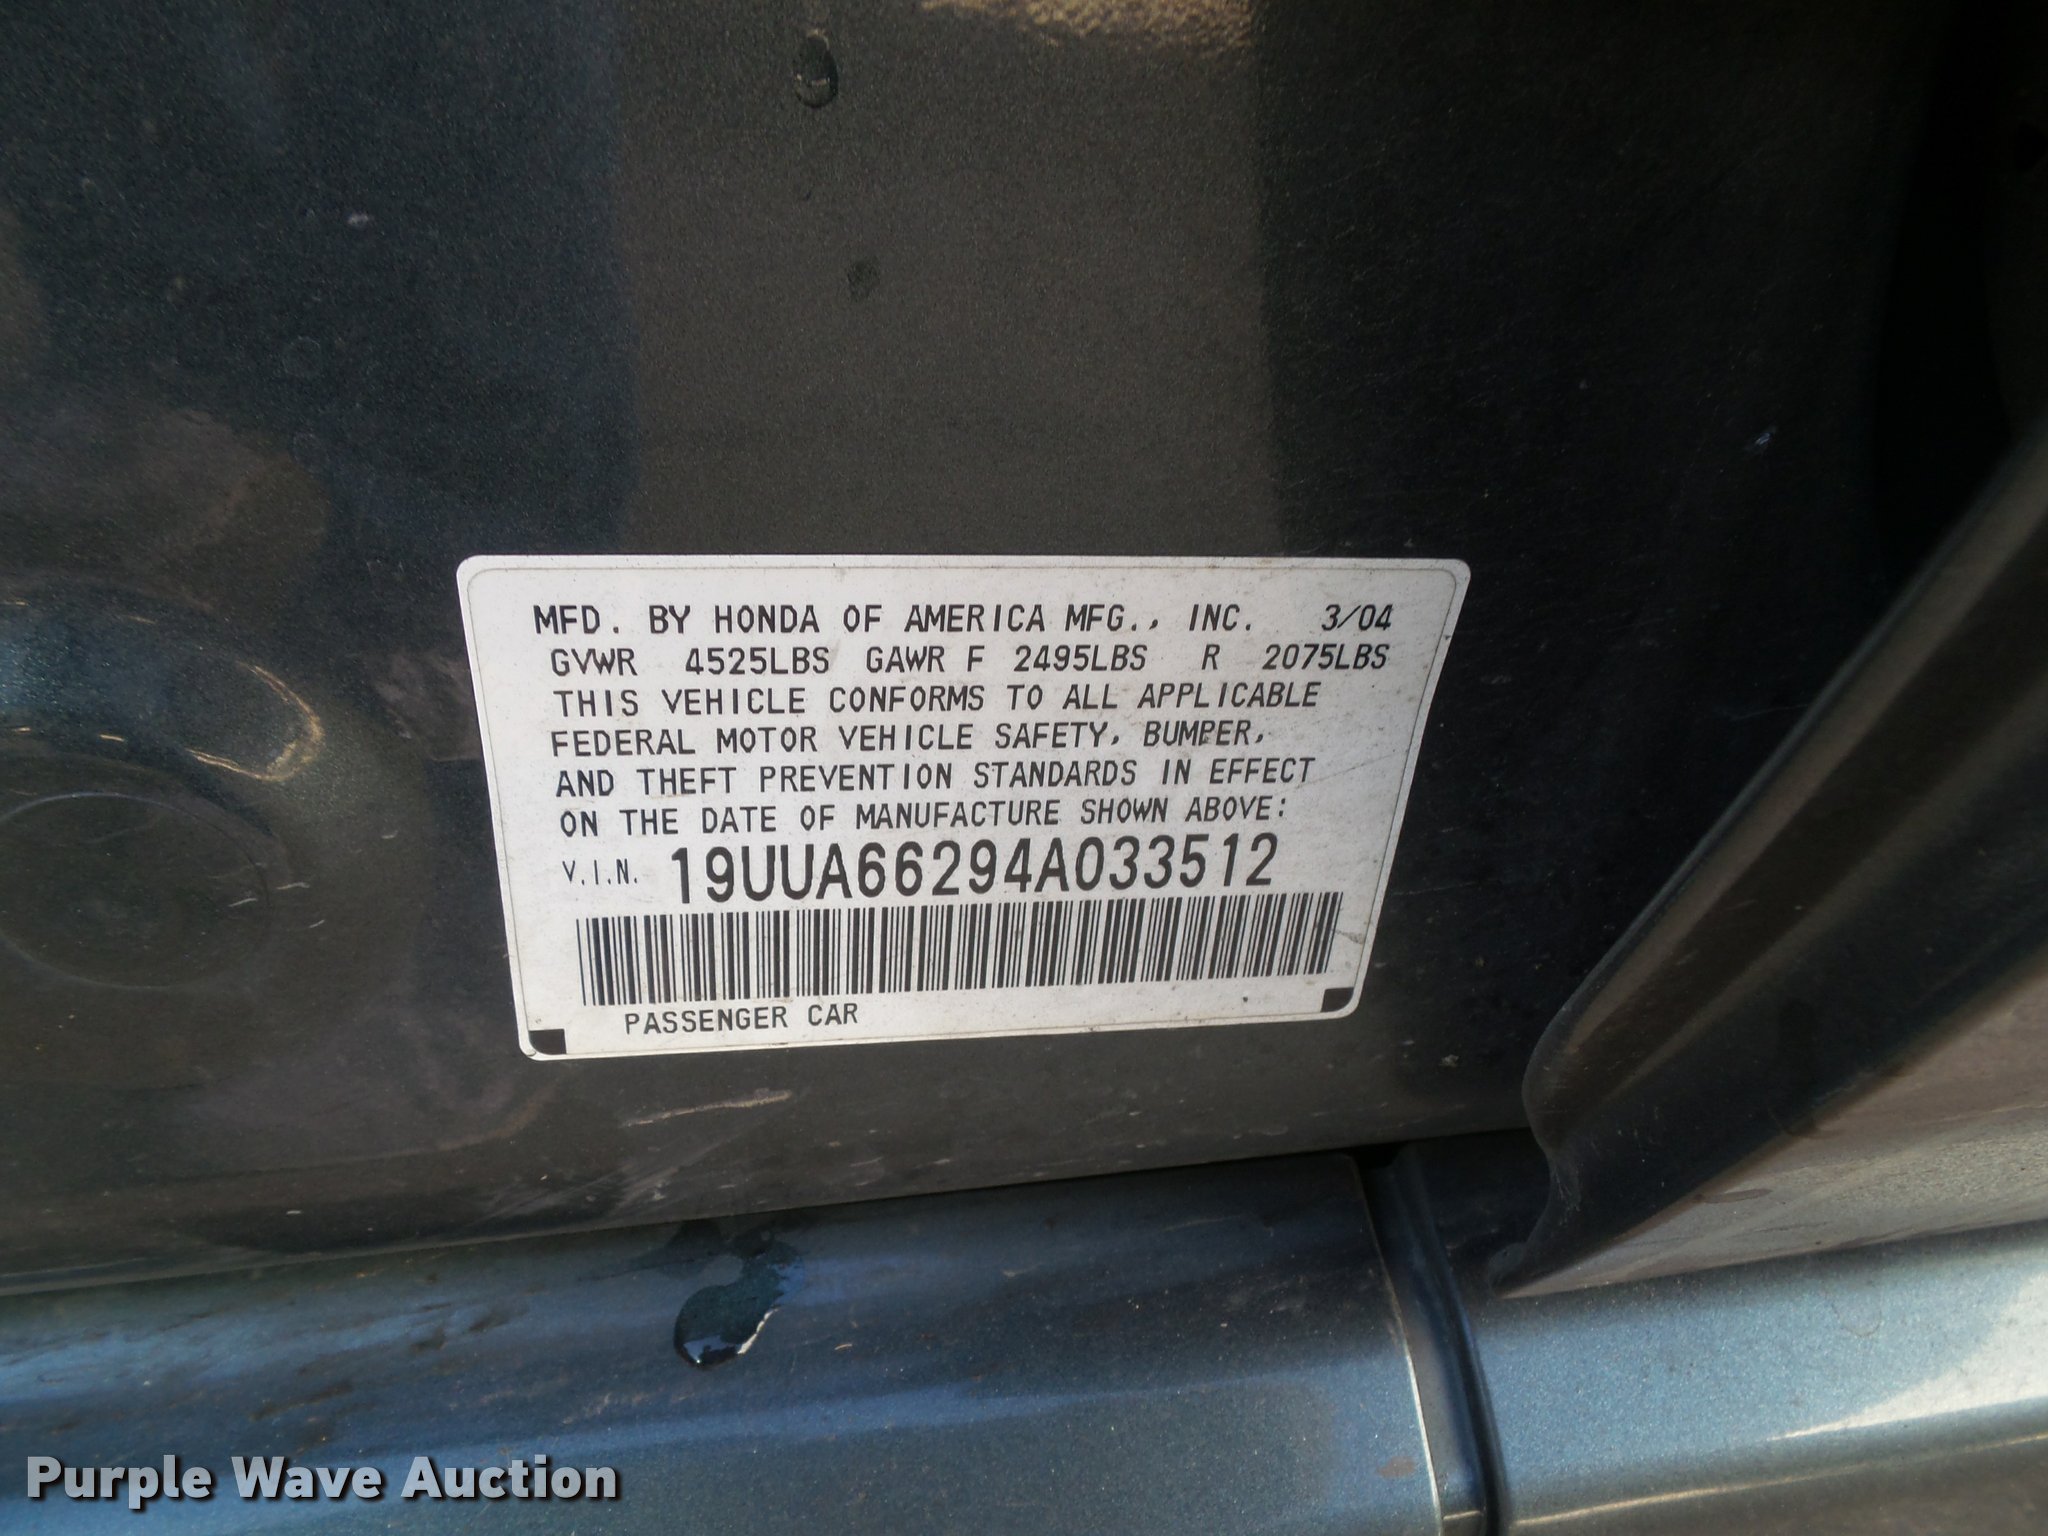 MFD. BY HONDA OF AMERICA MFG., INC. 3/04
GVWR 4525LBS GAWR F 2495LBS R 2075LBS
THIS VEHICLE CONFORMS TO ALL APPLICABLE
FEDERAL MOTOR VEHICLE SAFETY, BUMPER,
AND THEFT PREVENTION STANDARDS IN EFFECT
ON THE DATE OF MANUFACTURE SHOWN ABOVE:
V.I.N. 19UUA66294A033512
PASSENGER CAR
Purple Wave Auction